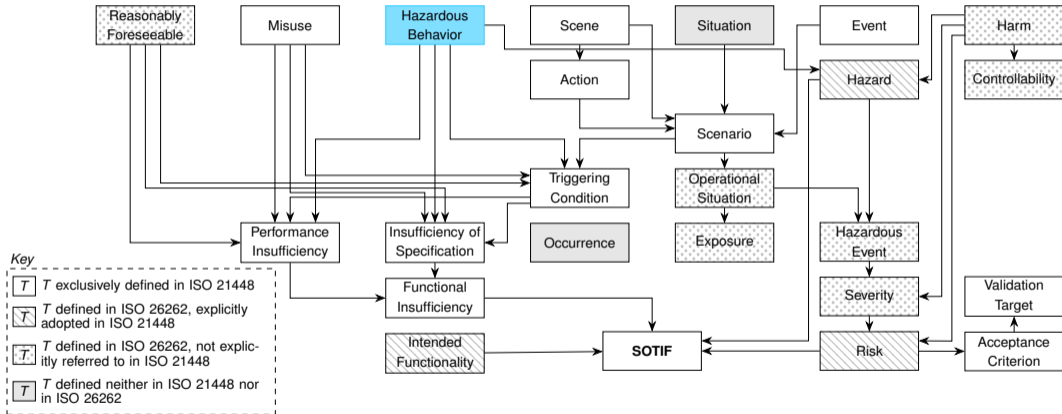 Reasonably
Foreseeable
Misuse
Hazardous
Behavior
Scene
Situation
Event
Harm
Action
Hazard
Controllability
Scenario
Triggering
Condition
Operational
Situation
Performance
Insufficiency
Insufficiency of
Specification
Occurrence
Exposure
Hazardous
Event
Functional
Insufficiency
Severity
Validation
Target
Intended
Functionality
SOTIF
Risk
Acceptance
Criterion
Key
T T exclusively defined in ISO 21448
T T defined in ISO 26262, explicitly
adopted in ISO 21448
T T defined in ISO 26262, not explic-
itly referred to in ISO 21448
T T defined neither in ISO 21448 nor
in ISO 26262